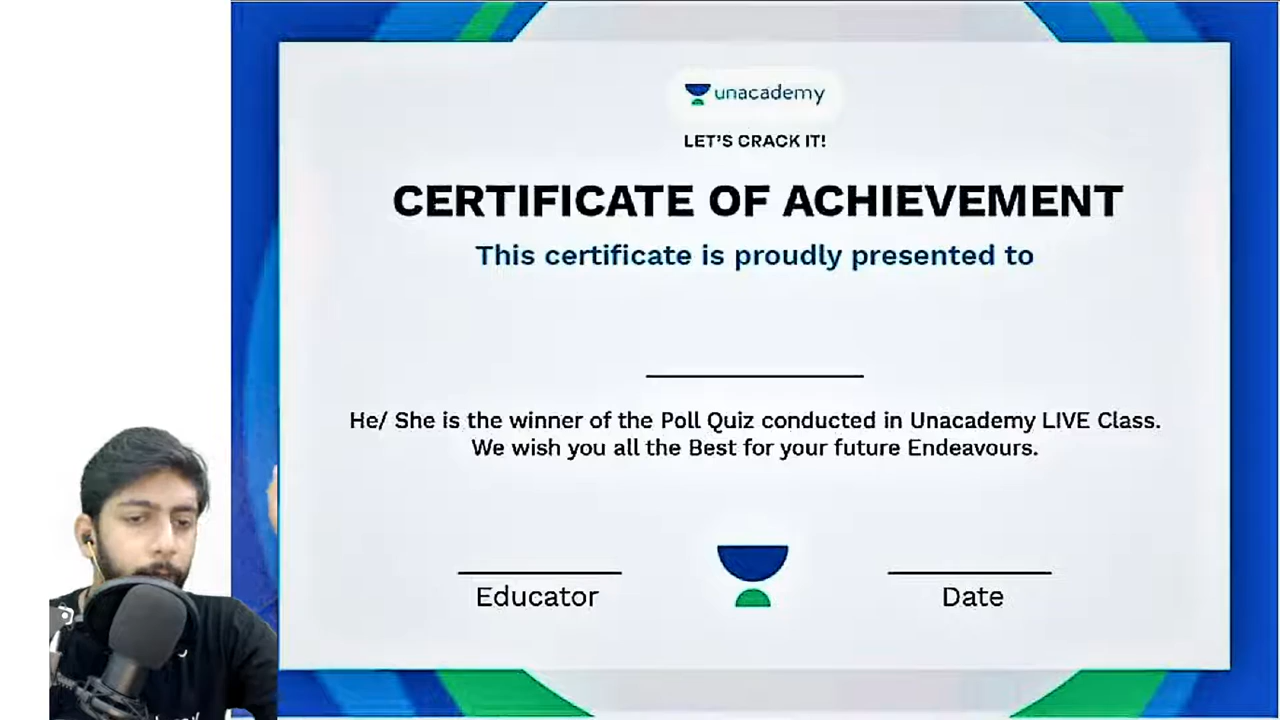 unacademy
LET'S CRACK IT!
CERTIFICATE OF ACHIEVEMENT
This certificate is proudly presented to
He/ She is the winner of the Poll Quiz conducted in Unacademy LIVE Class.
We wish you all the Best for your future Endeavours.
Educator
Date